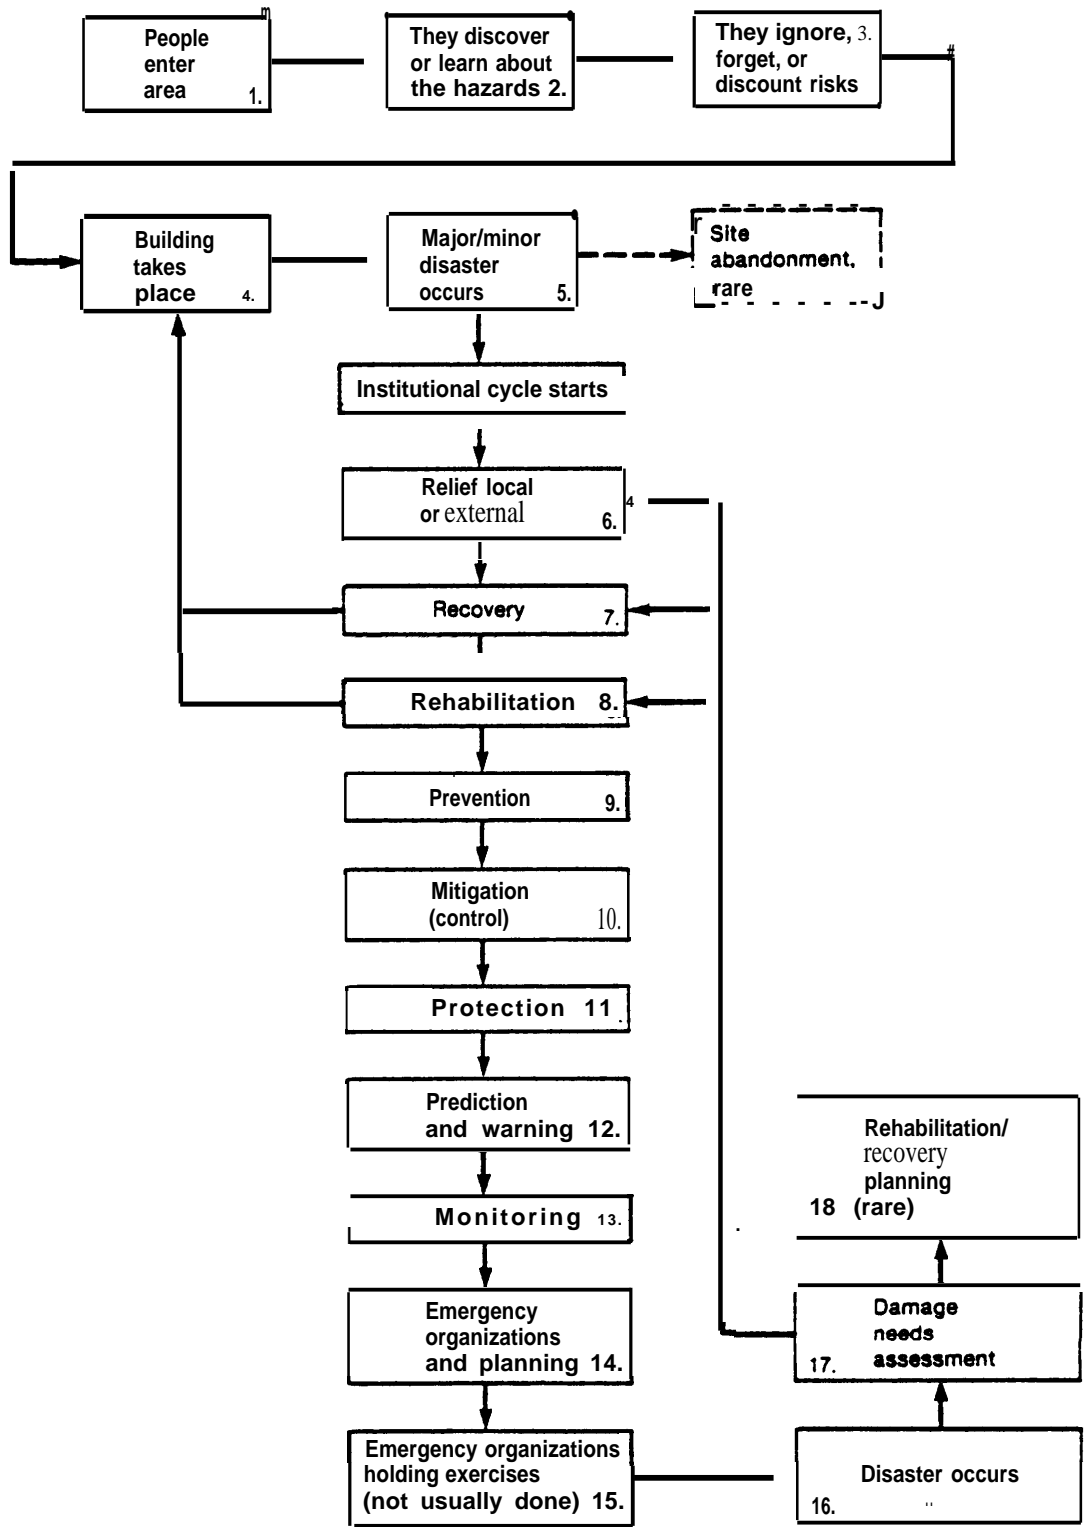 People
enter
area
1.
They discover
or learn about
the hazards 2.
They ignore, 3.
forget, or
discount risks
Building
takes
place 4.
Major/minor
disaster
occurs 5.
Site
abandonment,
rare
Institutional cycle starts
Relief local
or external 6.
Recovery 7.
Rehabilitation 8.
Prevention 9.
Mitigation
(control) 10.
Protection 11.
Prediction
and warning 12.
Monitoring 13.
Emergency
organizations
and planning 14.
Emergency organizations
holding exercises
(not usually done) 15.
Disaster occurs
16.
Damage
needs
17. assessment
Rehabilitation/
recovery
planning
18 (rare)